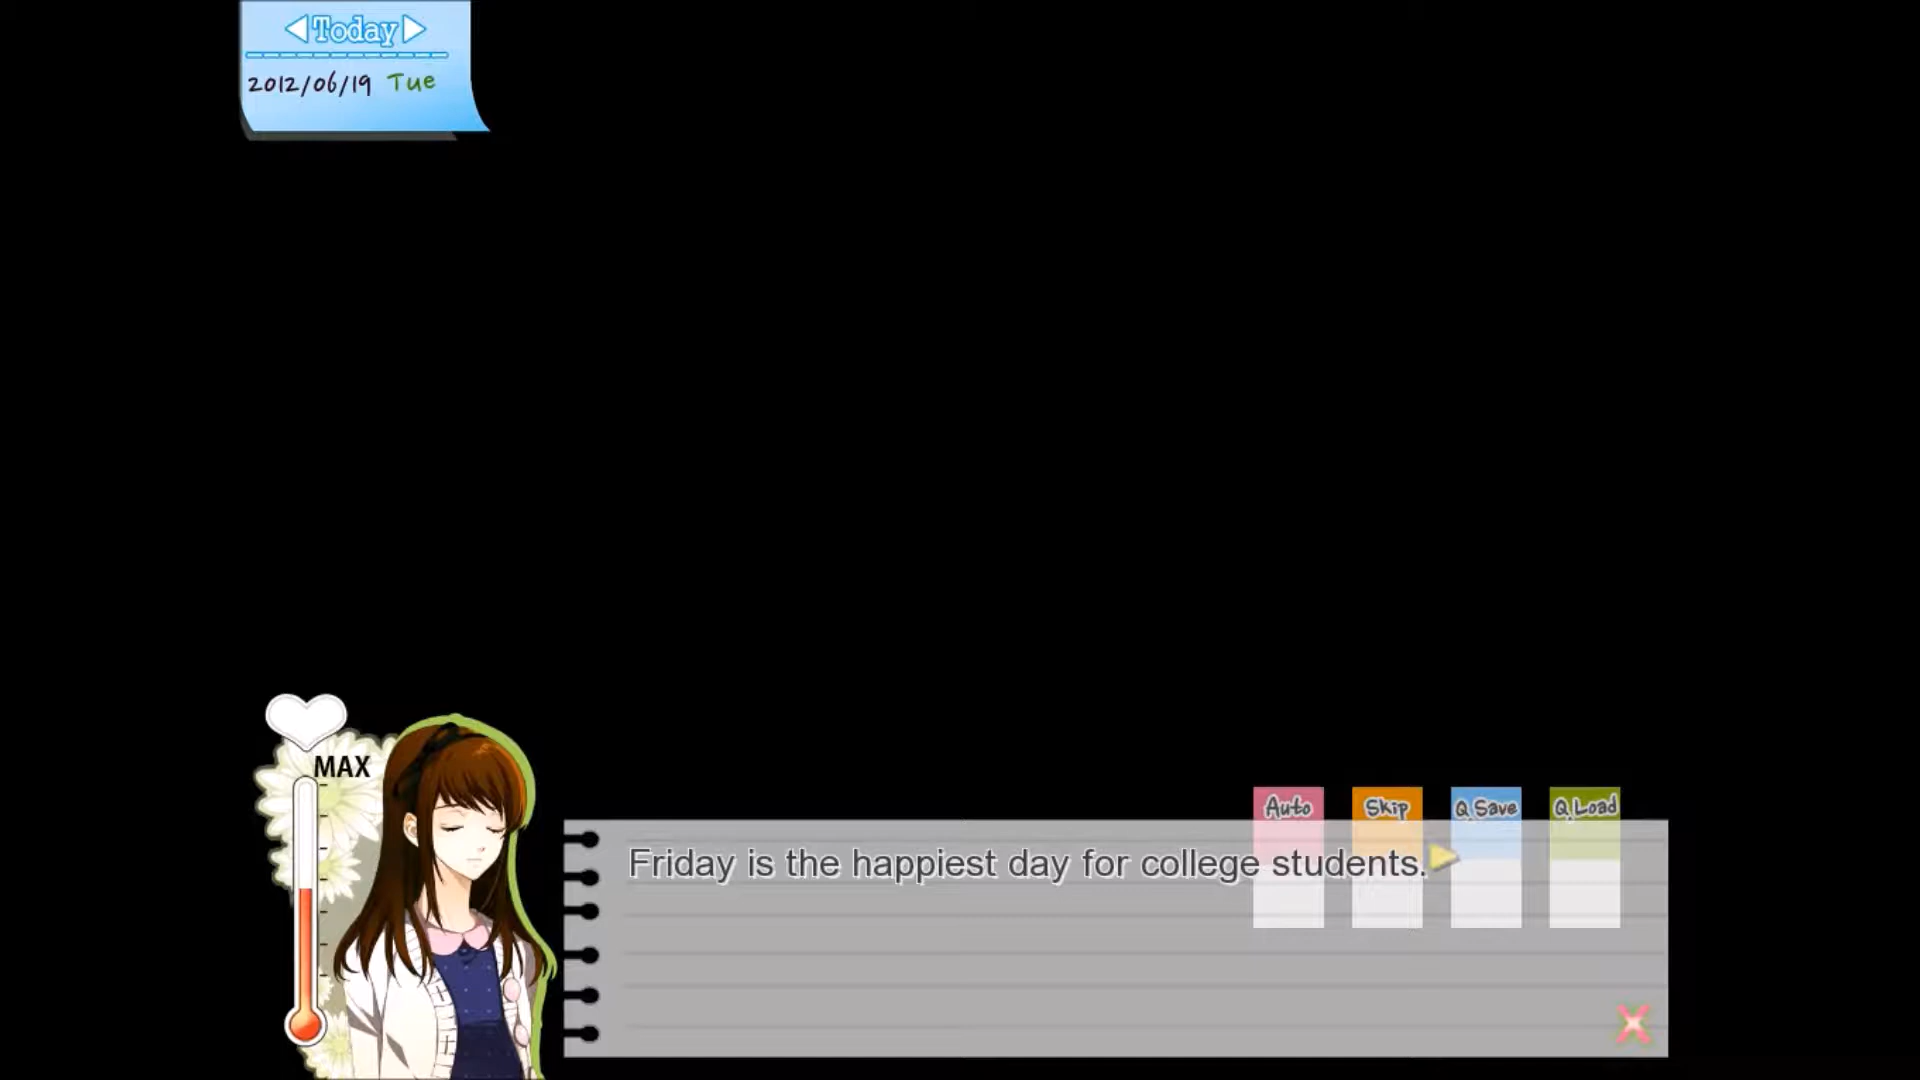 Today
2012/06/19 Tue
MAX
Auto
Skip
Q.Save
Q.Load
Friday is the happiest day for college students.